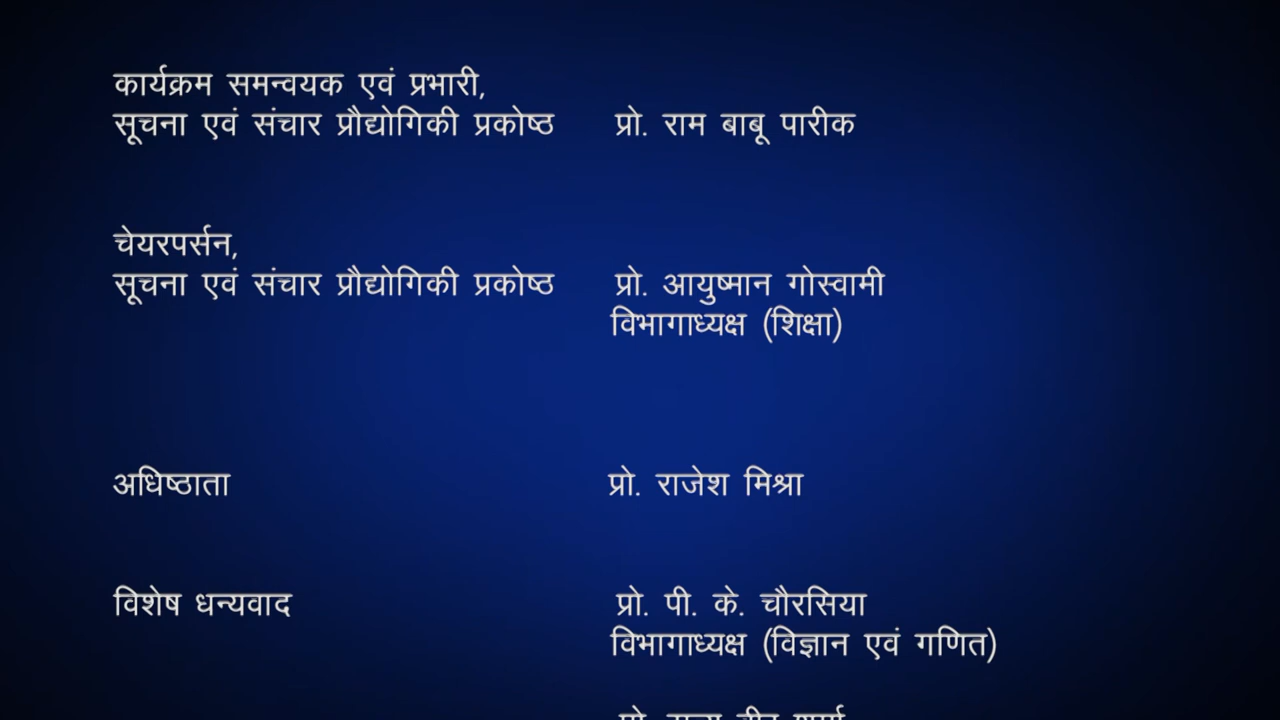 कार्यक्रम समन्वयक एवं प्रभारी,
सूचना एवं संचार प्रौद्योगिकी प्रकोष्ठ प्रो. राम बाबू पारीक
चेयरपर्सन,
सूचना एवं संचार प्रौद्योगिकी प्रकोष्ठ प्रो. आयुष्मान गोस्वामी
विभागाध्यक्ष (शिक्षा)
अधिष्ठाता प्रो. राजेश मिश्रा
विशेष धन्यवाद प्रो. पी. के. चौरसिया
विभागाध्यक्ष (विज्ञान एवं गणित)